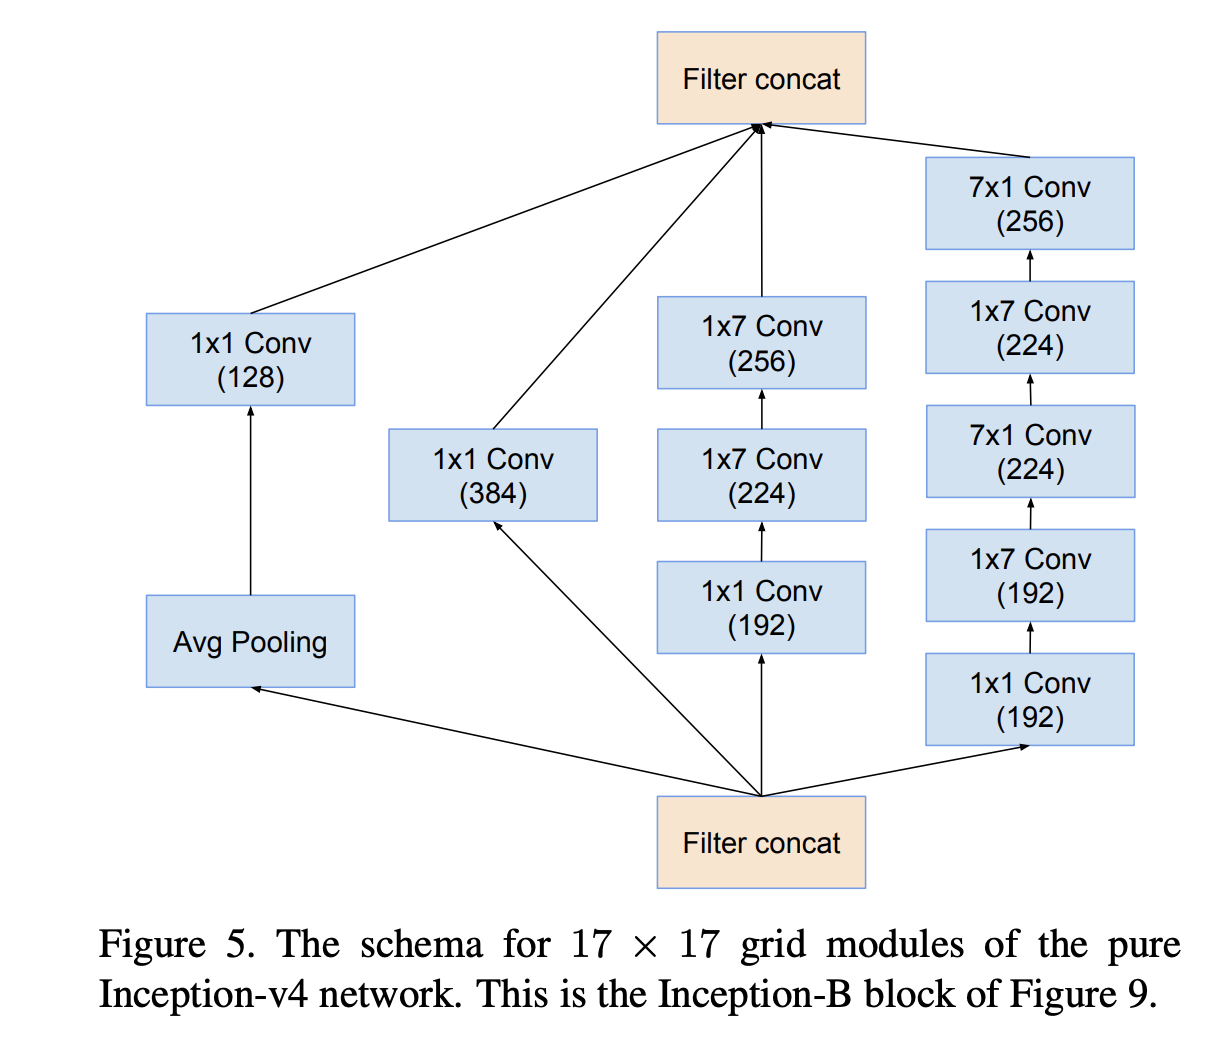 Filter concat
7x1 Conv
(256)
1x7 Conv
(224)
7x1 Conv
(224)
1x7 Conv
(192)
1x1 Conv
(192)
1x7 Conv
(256)
1x7 Conv
(224)
1x1 Conv
(192)
1x1 Conv
(384)
1x1 Conv
(128)
Avg Pooling
Filter concat
Figure 5. The schema for 17 × 17 grid modules of the pure
Inception-v4 network. This is the Inception-B block of Figure 9.